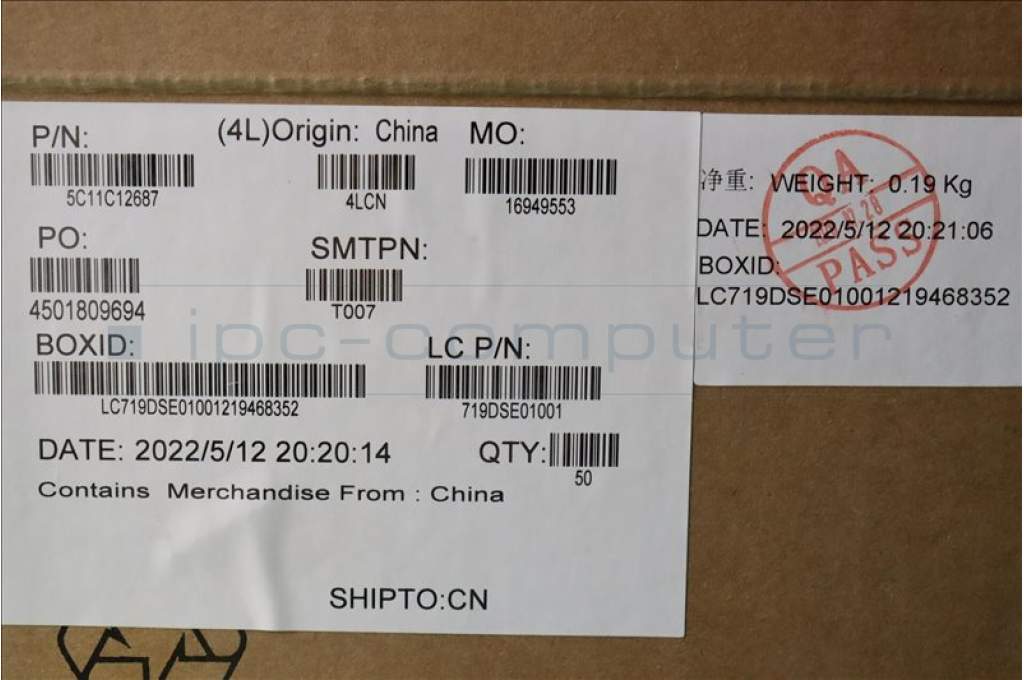 P/N:
(4L)Origin: China
MO:
5C11C12687
4LCN
16949553
PO:
SMTPN:
4501809694
T007
BOXID:
LC P/N:
LC719DSE01001219468352
719DSE01001
DATE: 2022/5/12 20:20:14
QTY:
50
Contains Merchandise From : China
SHIPTO:CN
净重: WEIGHT: 0.19 Kg
DATE: 2022/5/12 20:21:06
BOXID:
LC719DSE01001219468352
QA
PASS
ipc-computer